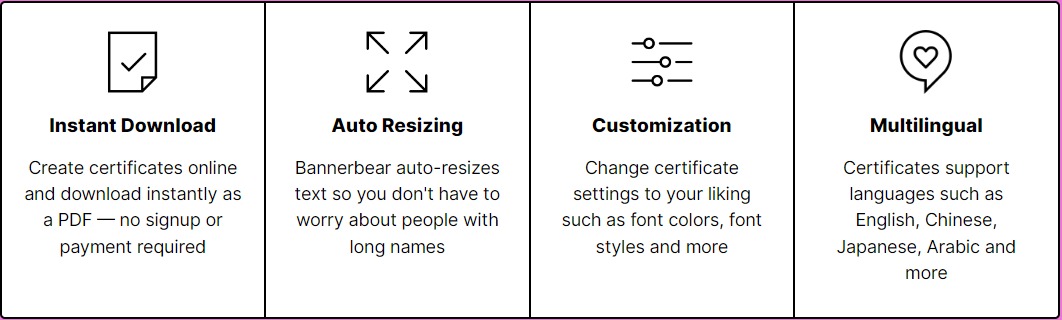 Instant Download
Create certificates online
and download instantly as
a PDF — no signup or
payment required
Auto Resizing
Bannerbear auto-resizes
text so you don't have to
worry about people with
long names
Customization
Change certificate
settings to your liking
such as font colors, font
styles and more
Multilingual
Certificates support
languages such as
English, Chinese,
Japanese, Arabic and
more